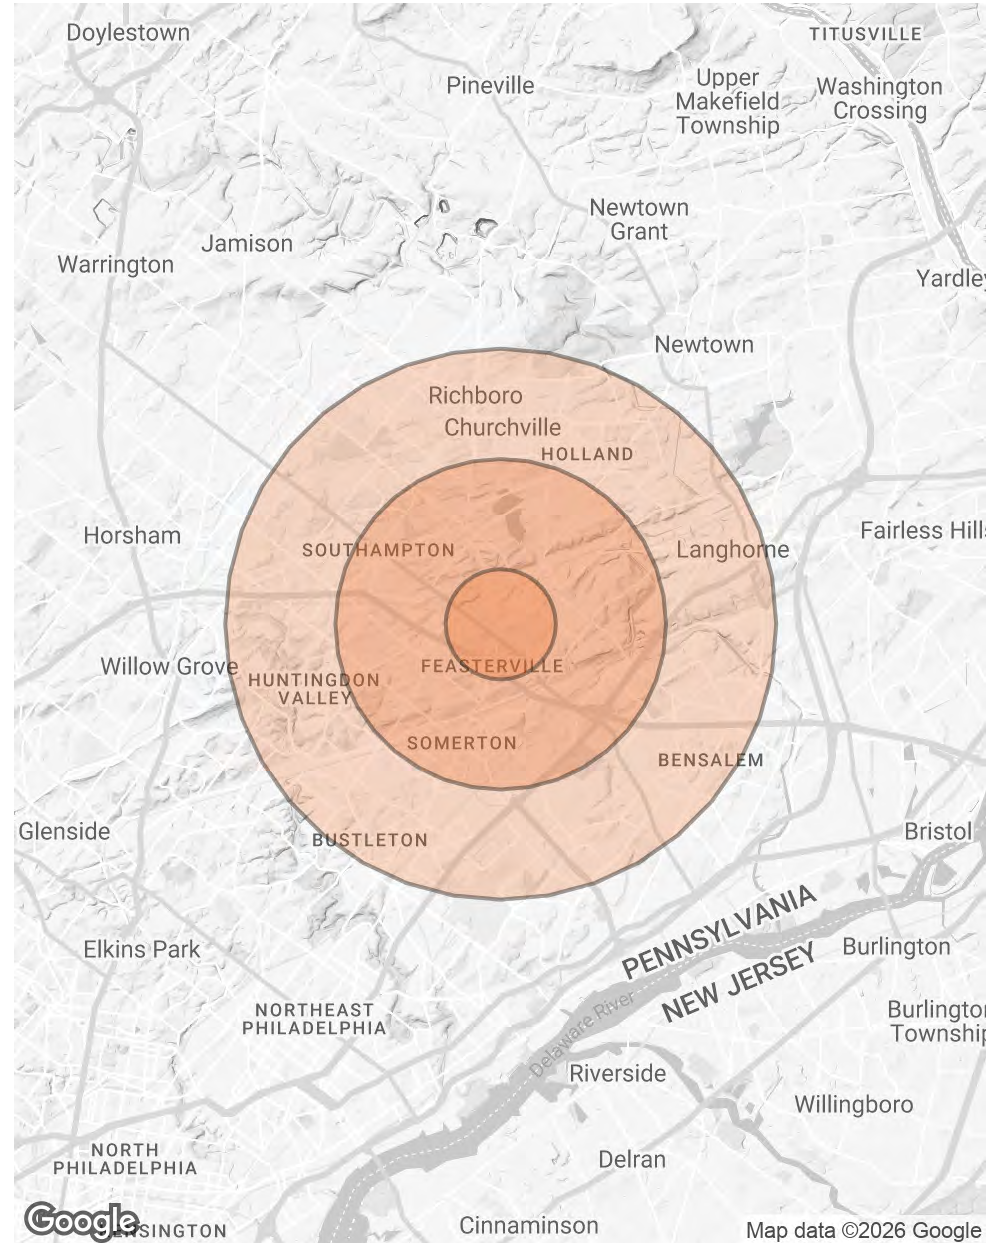 Doylestown
TITUSVILLE
Pineville
Upper
Makefield
Township
Washington
Crossing
Newtown
Grant
Jamison
Warrington
Yardley
Newtown
Richboro
Churchville
HOLLAND
Horsham
SOUTHAMPTON
Langhorne
Fairless Hills
Willow Grove
FEASTERVILLE
HUNTINGDON
VALLEY
SOMERTON
BENSALEM
Glenside
BUSTLETON
Bristol
PENNSYLVANIA
NEW JERSEY
Elkins Park
Burlington
Delaware River
NORTHEAST
PHILADELPHIA
Burlington
Township
Riverside
Willingboro
NORTH
PHILADELPHIA
Delran
Google
KENSINGTON
Cinnaminson
Map data ©2026 Google